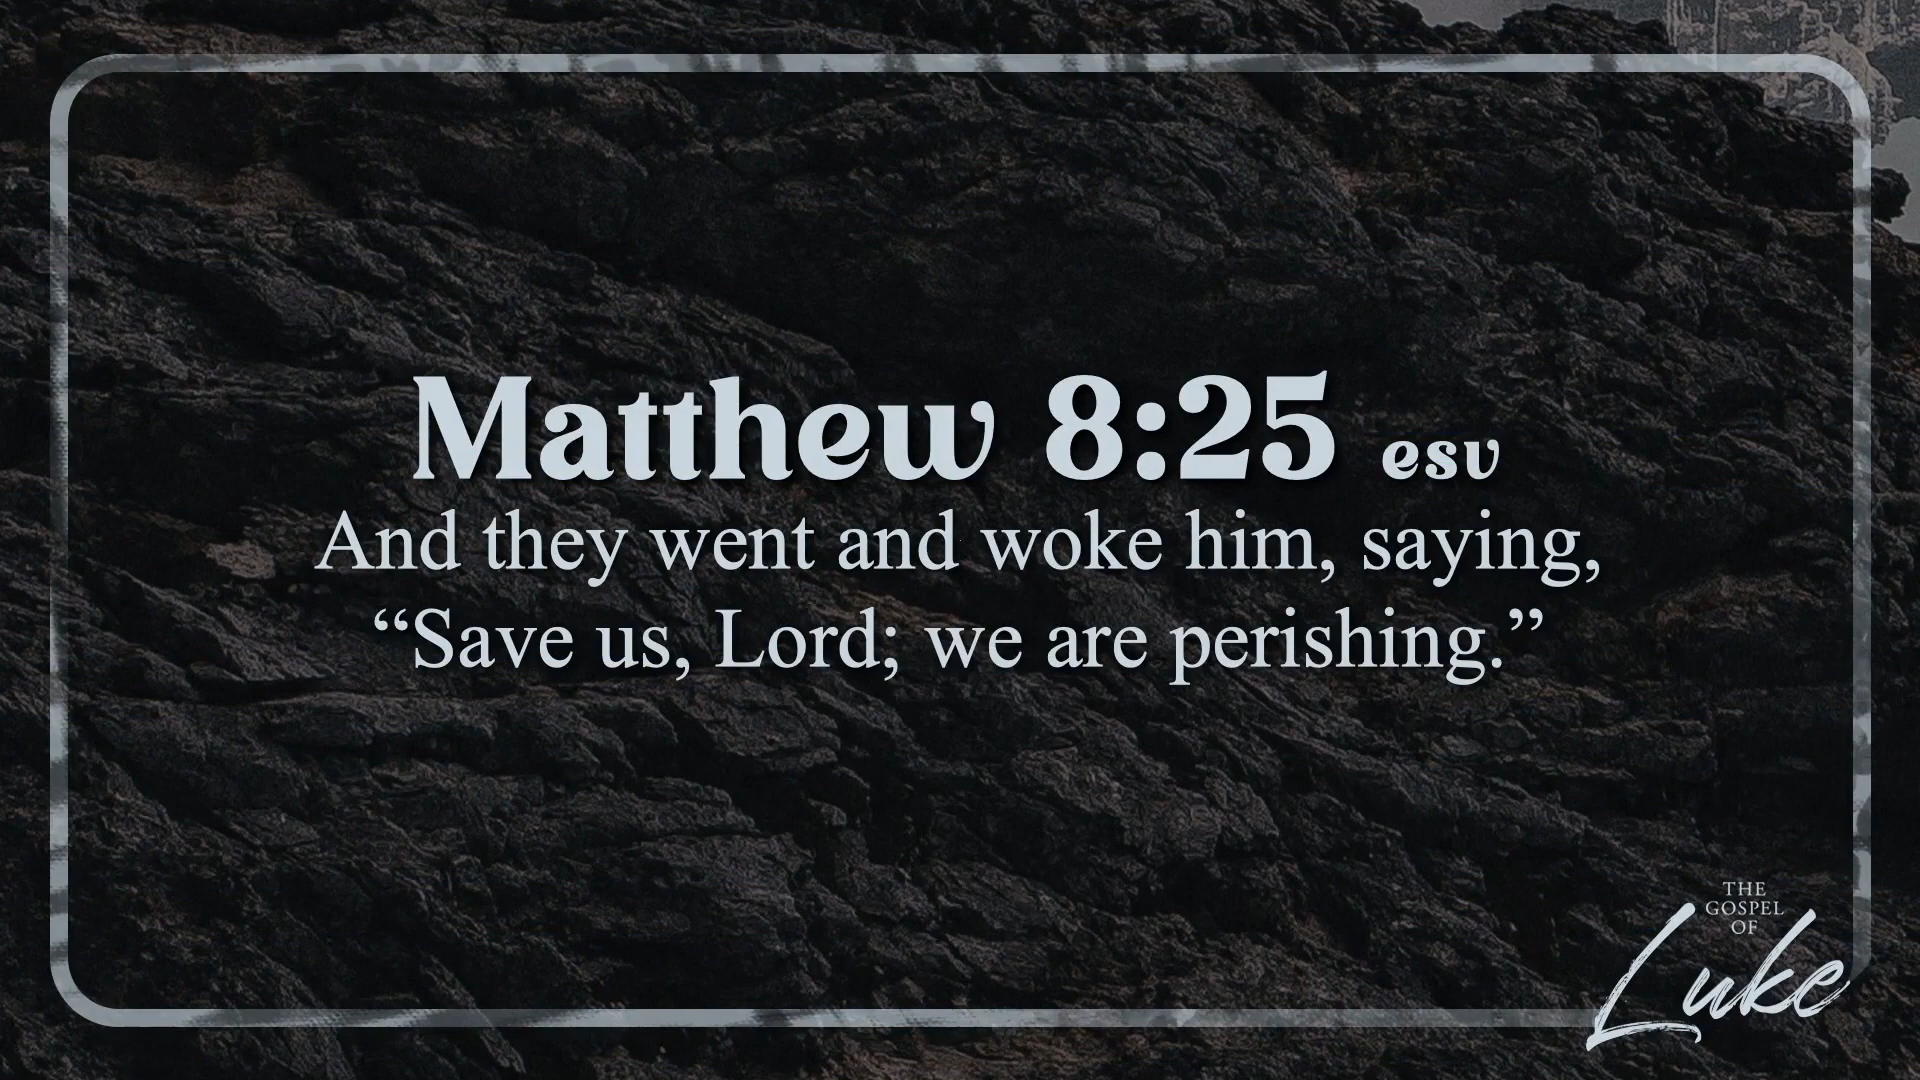 Matthew 8:25 esv
And they went and woke him, saying,
“Save us, Lord; we are perishing.”
THE
GOSPEL
OF
Luke